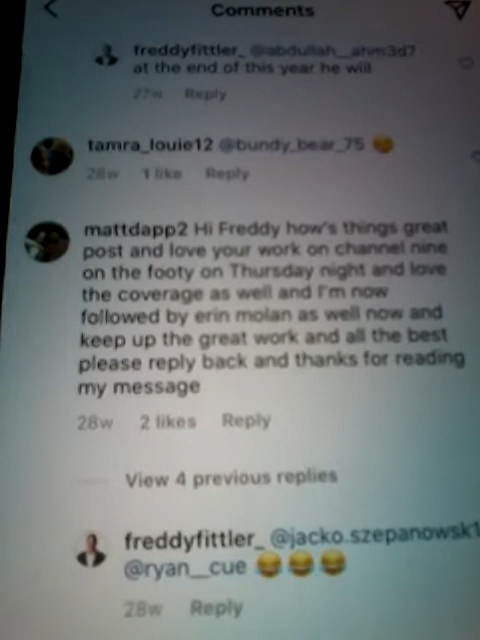 Comments
freddyfittler_ @abdullah__ahm3d7
at the end of this year he will
27w Reply
tamra_louie12 @bundy_bear_75 😊
28w 1 like Reply
mattdapp2 Hi Freddy how's things great
post and love your work on channel nine
on the footy on Thursday night and love
the coverage as well and I'm now
followed by erin molan as well now and
keep up the great work and all the best
please reply back and thanks for reading
my message
28w 2 likes Reply
View 4 previous replies
freddyfittler_ @jacko.szepanowsk1
@ryan__cue 😂😂😂
28w Reply